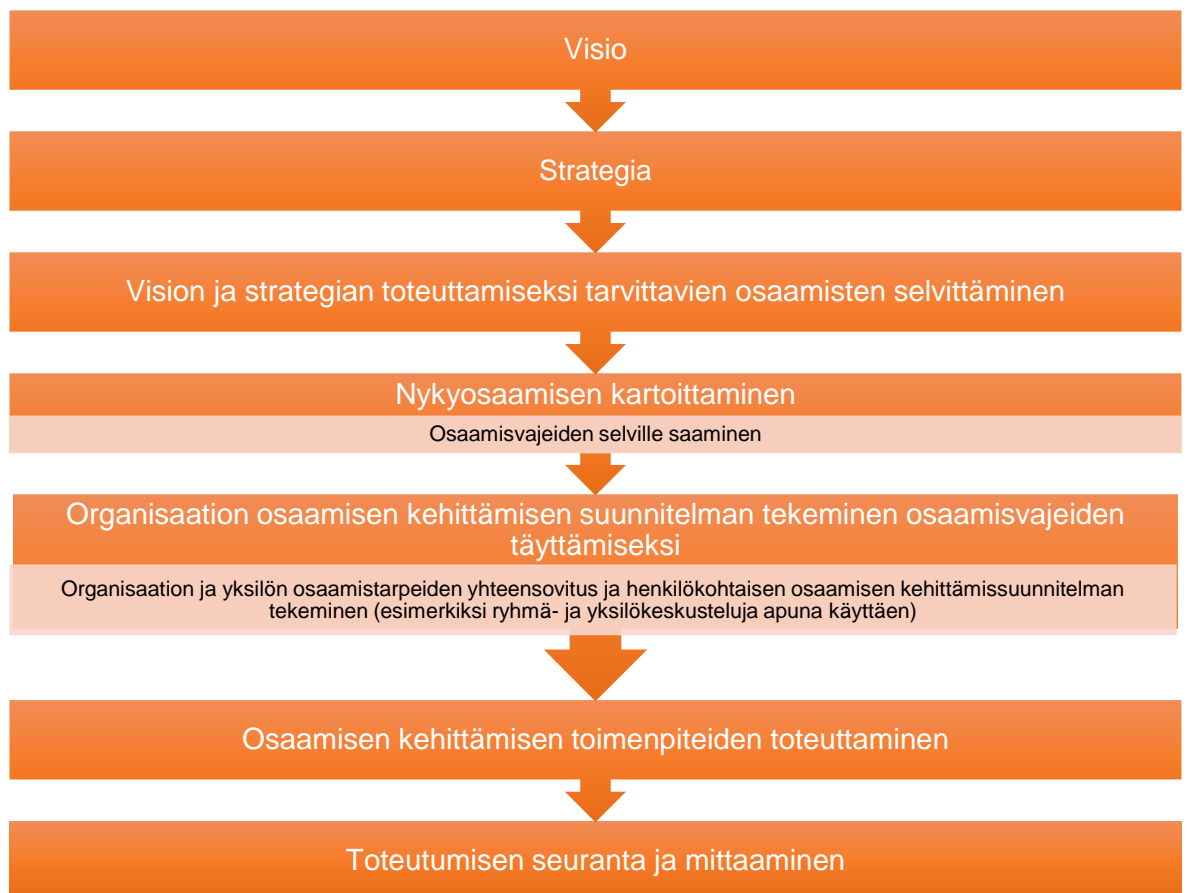 Visio
Strategia
Vision ja strategian toteuttamiseksi tarvittavien osaamisten selvittäminen
Nykyosaamisen kartoittaminen
Osaamisvajeiden selville saaminen
Organisaation osaamisen kehittämisen suunnitelman tekeminen osaamisvajeiden
täyttämiseksi
Organisaation ja yksilön osaamistarpeiden yhteensovitus ja henkilökohtaisen osaamisen kehittämissuunnitelman
tekeminen (esimerkiksi ryhmä- ja yksilökeskusteluja apuna käyttäen)
Osaamisen kehittämisen toimenpiteiden toteuttaminen
Toteutumisen seuranta ja mittaaminen